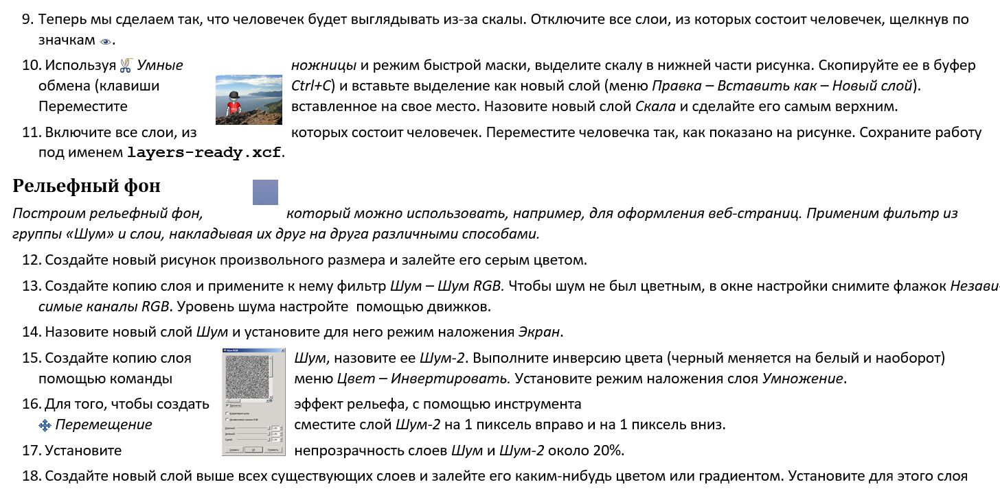 9. Теперь мы сделаем так, что человечек будет выглядывать из-за скалы. Отключите все слои, из которых состоит человечек, щелкнув по
значкам .
10. Используя Умные ножницы и режим быстрой маски, выделите скалу в нижней части рисунка. Скопируйте ее в буфер
обмена (клавиши Ctrl+C) и вставьте выделение как новый слой (меню Правка – Вставить как – Новый слой).
Переместите вставленное на свое место. Назовите новый слой Скала и сделайте его самым верхним.
11. Включите все слои, из которых состоит человечек. Переместите человечка так, как показано на рисунке. Сохраните работу
под именем layers-ready.xcf.
Рельефный фон
Построим рельефный фон, который можно использовать, например, для оформления веб-страниц. Применим фильтр из
группы «Шум» и слои, накладывая их друг на друга различными способами.
12. Создайте новый рисунок произвольного размера и залейте его серым цветом.
13. Создайте копию слоя и примените к нему фильтр Шум – Шум RGB. Чтобы шум не был цветным, в окне настройки снимите флажок Незави-
симые каналы RGB. Уровень шума настройте  помощью движков.
14. Назовите новый слой Шум и установите для него режим наложения Экран.
15. Создайте копию слоя Шум, назовите ее Шум-2. Выполните инверсию цвета (черный меняется на белый и наоборот)
помощью команды меню Цвет – Инвертировать. Установите режим наложения слоя Умножение.
16. Для того, чтобы создать эффект рельефа, с помощью инструмента
Перемещение сместите слой Шум-2 на 1 пиксель вправо и на 1 пиксель вниз.
17. Установите непрозрачность слоев Шум и Шум-2 около 20%.
18. Создайте новый слой выше всех существующих слоев и залейте его каким-нибудь цветом или градиентом. Установите для этого слоя